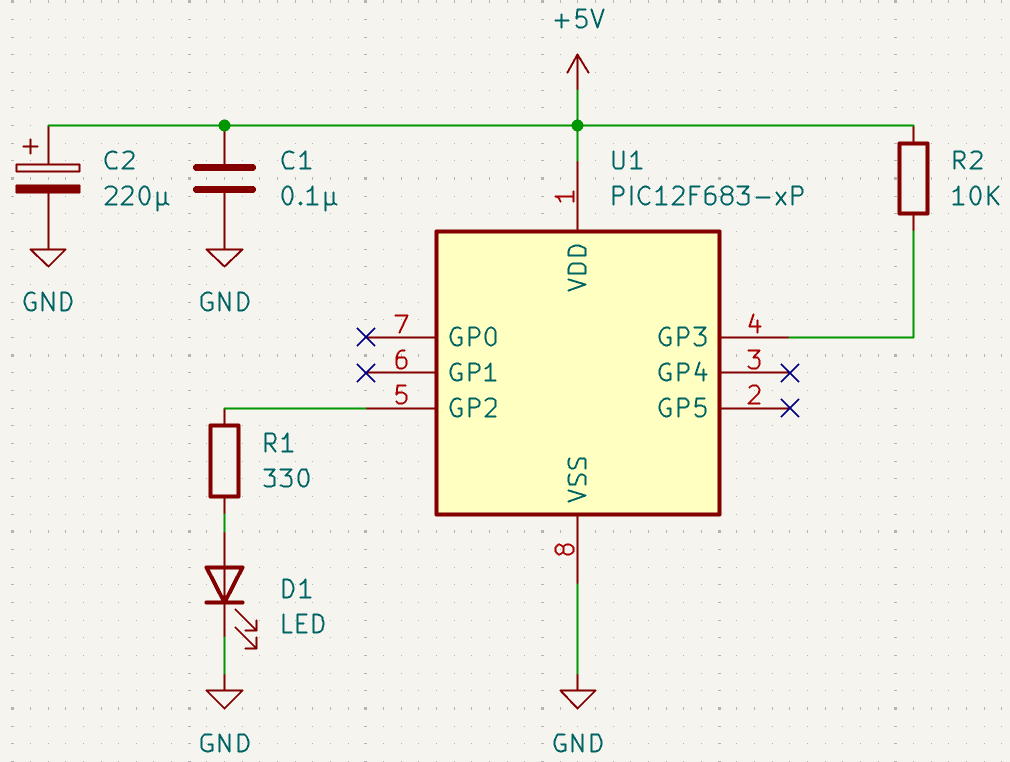 +5V
+
C2
220µ
C1
0.1µ
U1
PIC12F683-xP
R2
10K
1
VDD
GND
GND
7
GP0
GP3
4
6
GP1
GP4
3
5
GP2
GP5
2
R1
330
VSS
8
D1
LED
GND
GND